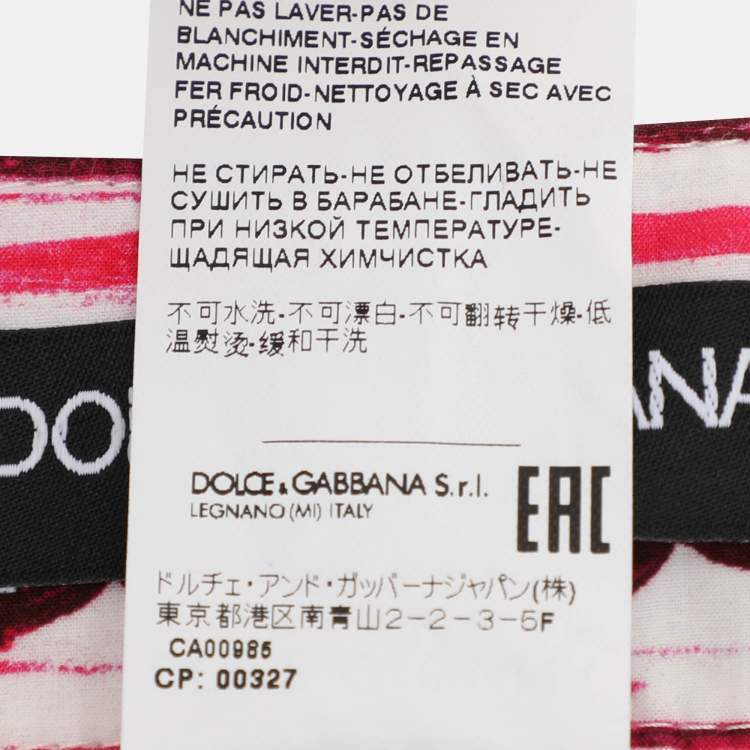 NE PAS LAVER-PAS DE
BLANCHIMENT-SÉCHAGE EN
MACHINE INTERDIT-REPASSAGE
FER FROID-NETTOYAGE À SEC AVEC
PRÉCAUTION
НЕ СТИРАТЬ-НЕ ОТБЕЛИВАТЬ-НЕ
СУШИТЬ В БАРАБАНЕ-ГЛАДИТЬ
ПРИ НИЗКОЙ ТЕМПЕРАТУРЕ-
ЩАДЯЩАЯ ХИМЧИСТКА
不可水洗-不可漂白-不可翻转干燥-低
温熨烫-缓和干洗
DO
ANA
DOLCE & GABBANA S.r.l.
LEGNANO (MI) ITALY
EAC
ドルチェ・アンド・ガッバーナジャパン(株)
東京都港区南青山2-2-3-5F
CA00985
CP: 00327